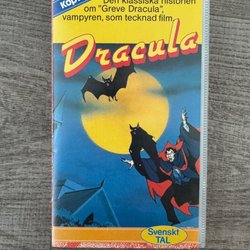 Den klassiska historien
om "Greve Dracula",
vampyren, som tecknad film
Dracula
Svenskt
TAL